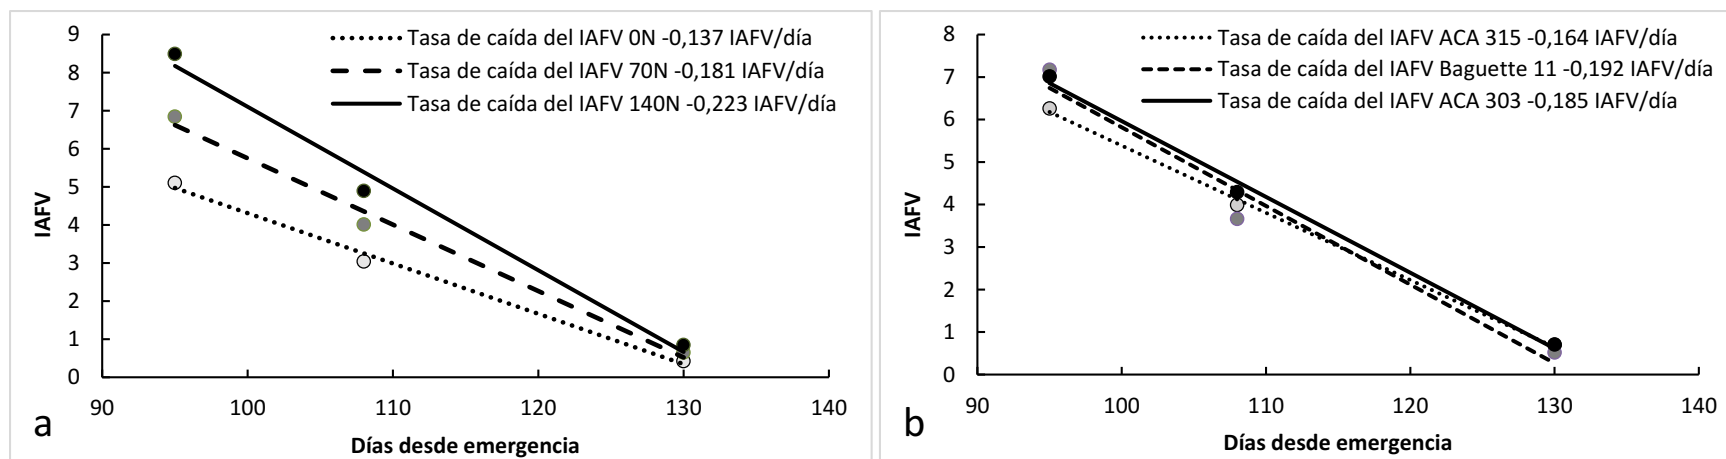 Tasa de caída del IAFV 0N -0,137 IAFV/día
Tasa de caída del IAFV 70N -0,181 IAFV/día
Tasa de caída del IAFV 140N -0,223 IAFV/día
9
8
7
6
5
4
3
2
1
0
IAFV
90
100
110
120
130
140
Días desde emergencia
a
Tasa de caída del IAFV ACA 315 -0,164 IAFV/día
Tasa de caída del IAFV Baguette 11 -0,192 IAFV/día
Tasa de caída del IAFV ACA 303 -0,185 IAFV/día
8
7
6
5
4
3
2
1
0
IAFV
90
100
110
120
130
140
Días desde emergencia
b